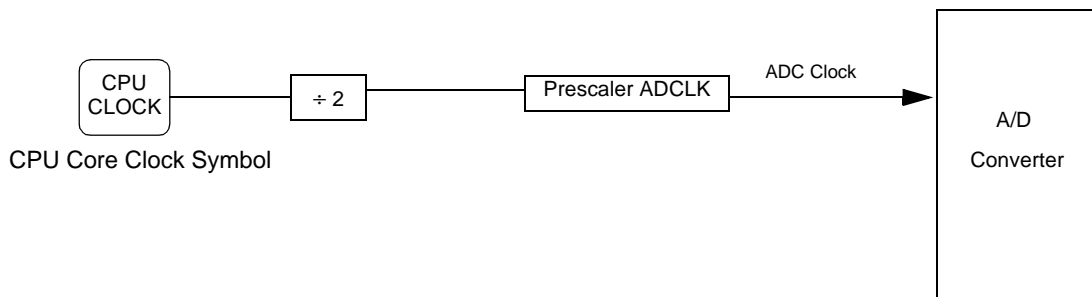 CPU
CLOCK
÷ 2
Prescaler ADCLK
ADC Clock
A/D
Converter
CPU Core Clock Symbol